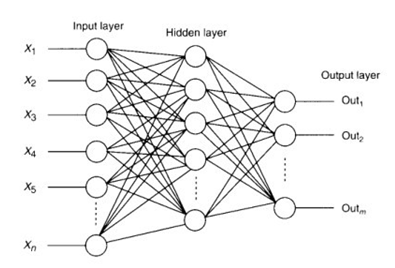 Input layer
Hidden layer
Output layer
X1
X2
X3
X4
X5
Xn
Out1
Out2
Outm